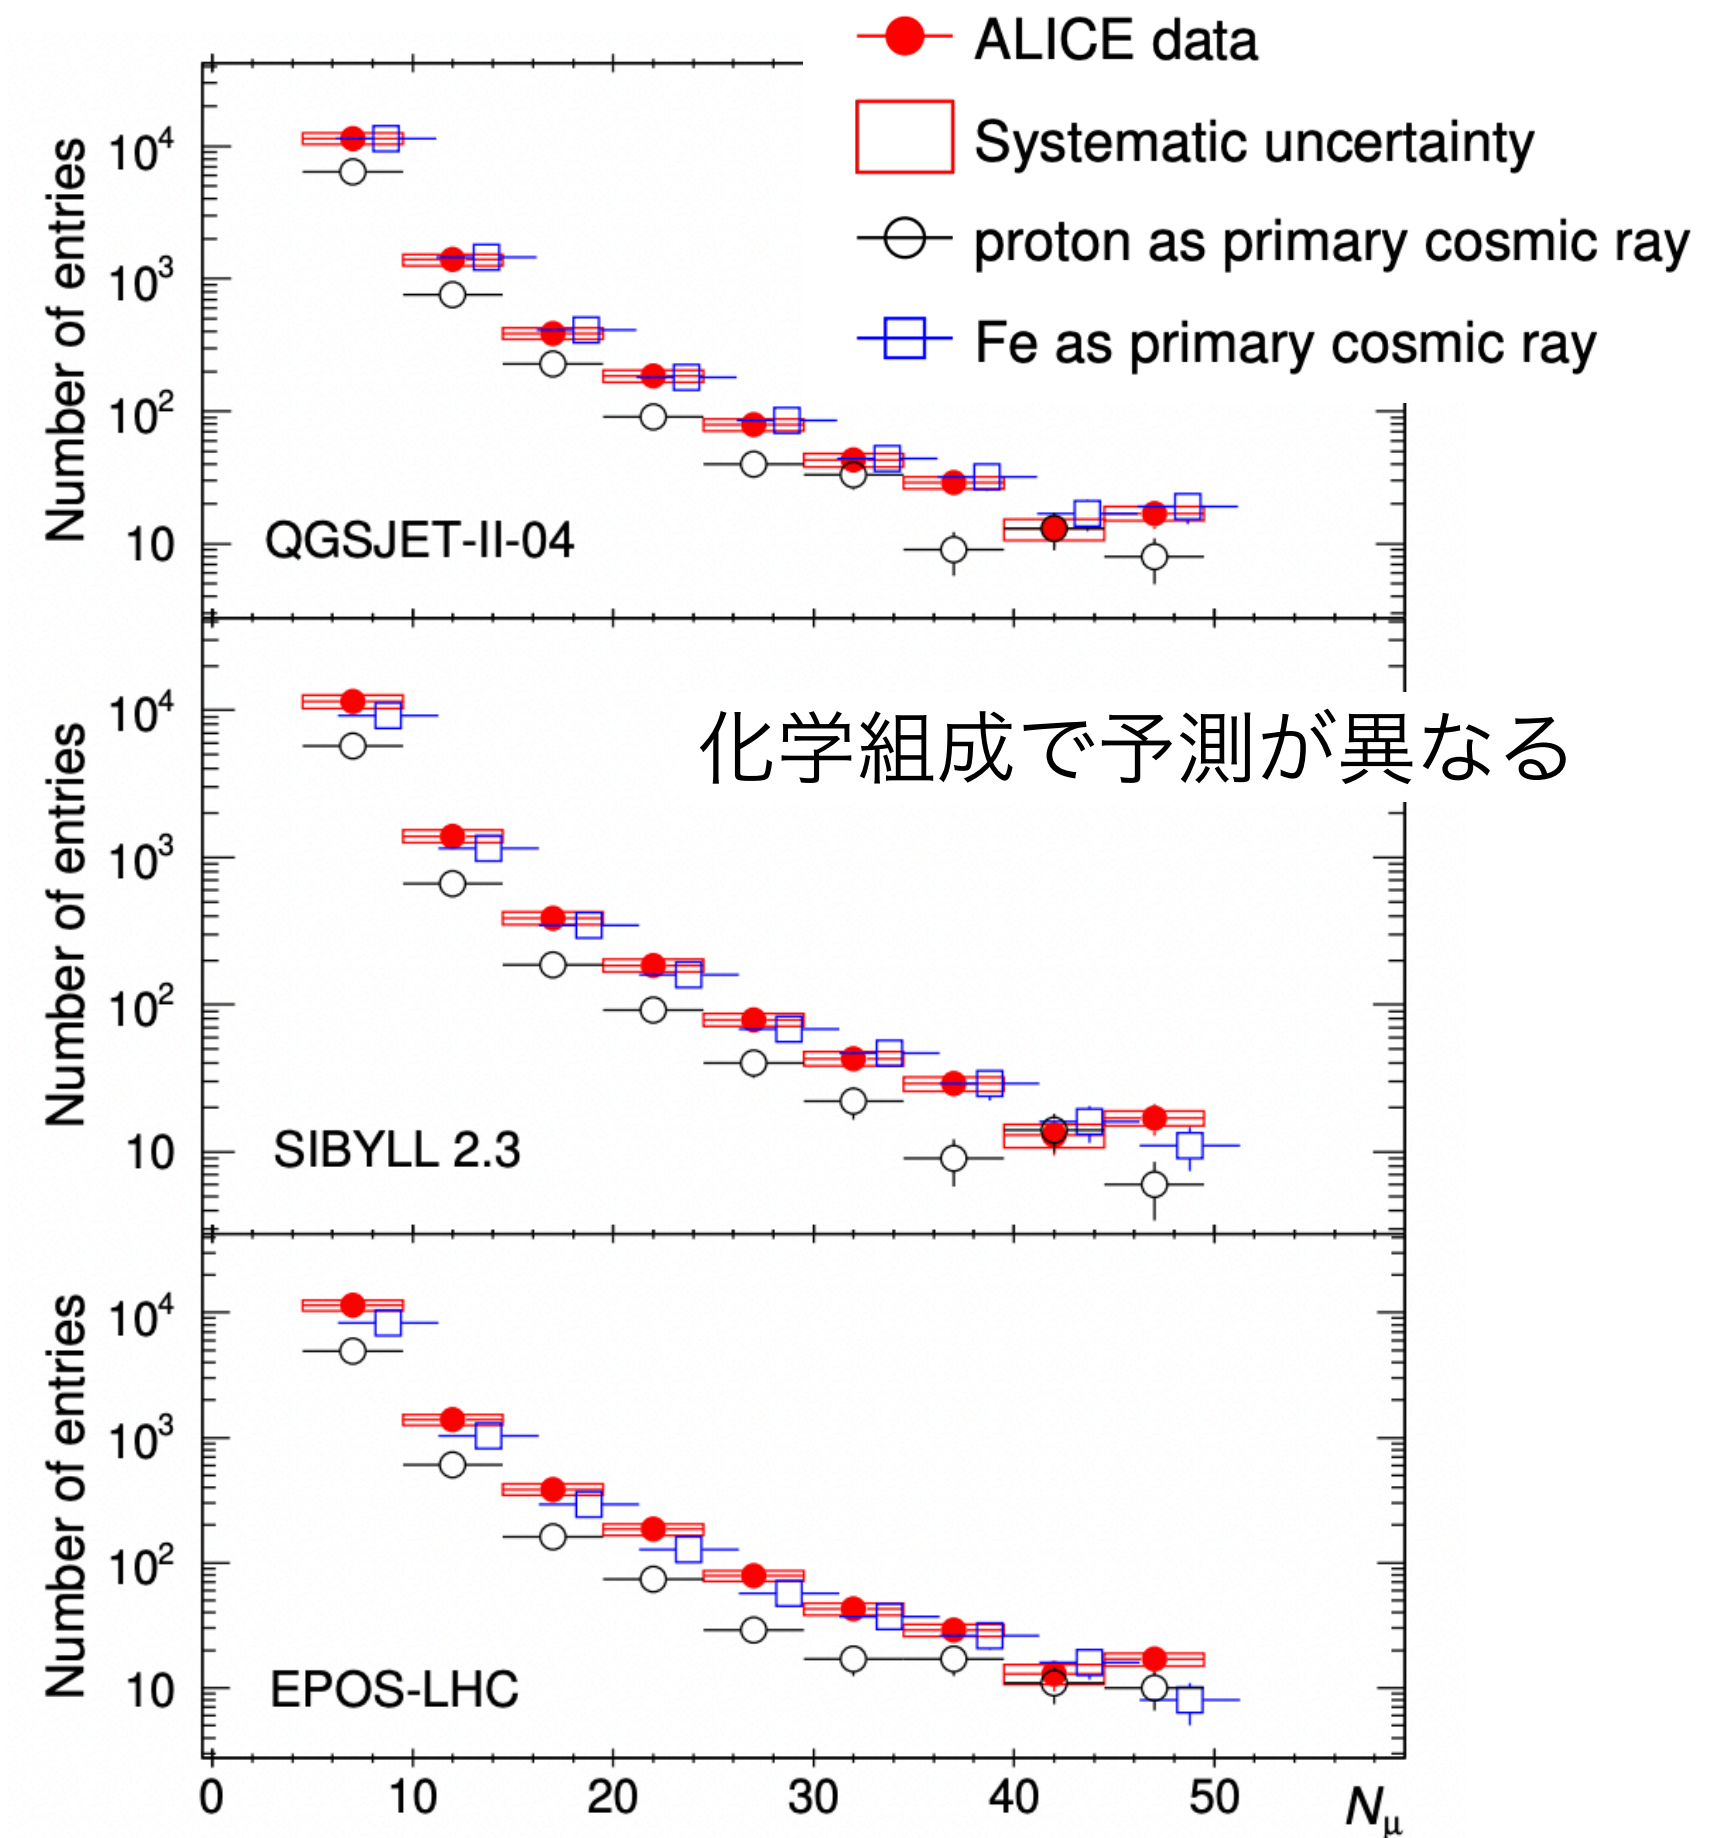 ALICE data
Systematic uncertainty
proton as primary cosmic ray
Fe as primary cosmic ray
Number of entries
10⁴
10³
10²
10
QGSJET-II-04
化学組成で予測が異なる
Number of entries
10⁴
10³
10²
10
SIBYLL 2.3
Number of entries
10⁴
10³
10²
10
EPOS-LHC
0 10 20 30 40 50 Nμ